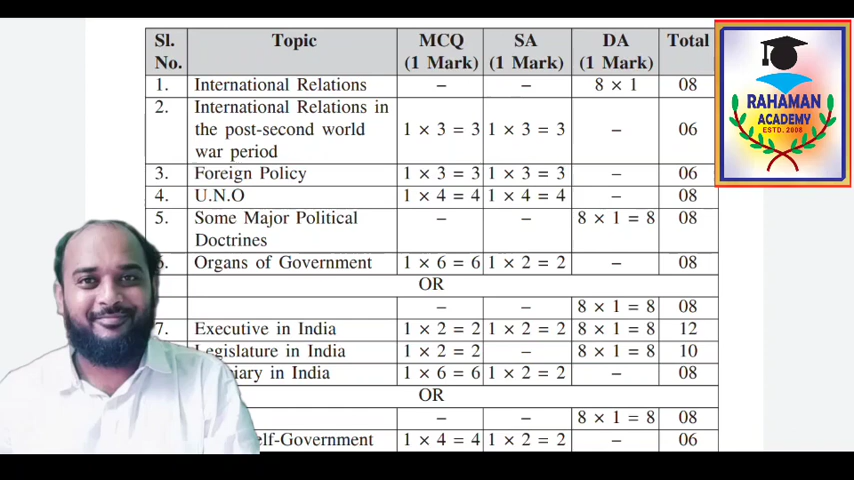 Sl. Topic MCQ SA DA Total
No. (1 Mark) (1 Mark) (1 Mark)
1. International Relations – – 8 × 1 08
2. International Relations in
the post-second world 1 × 3 = 3 1 × 3 = 3 – 06
war period
3. Foreign Policy 1 × 3 = 3 1 × 3 = 3 – 06
4. U.N.O 1 × 4 = 4 1 × 4 = 4 – 08
5. Some Major Political – – 8 × 1 = 8 08
Doctrines
Organs of Government 1 × 6 = 6 1 × 2 = 2 – 08
OR
– – 8 × 1 = 8 08
7. Executive in India 1 × 2 = 2 1 × 2 = 2 8 × 1 = 8 12
Legislature in India 1 × 2 = 2 – 8 × 1 = 8 10
iary in India 1 × 6 = 6 1 × 2 = 2 – 08
OR
– – 8 × 1 = 8 08
elf-Government 1 × 4 = 4 1 × 2 = 2 – 06
RAHAMAN
ACADEMY
ESTD. 2008